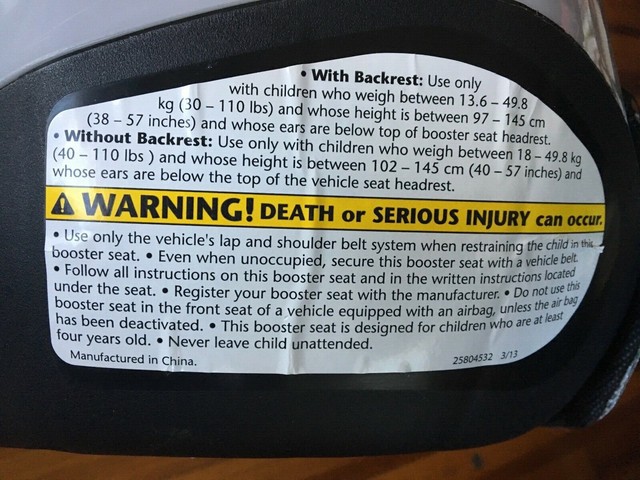 • With Backrest: Use only
with children who weigh between 13.6 – 49.8
kg (30 – 110 lbs) and whose height is between 97 – 145 cm
(38 – 57 inches) and whose ears are below top of booster seat headrest.
• Without Backrest: Use only with children who weigh between 18 – 49.8 kg
(40 – 110 lbs ) and whose height is between 102 – 145 cm (40 – 57 inches) and
whose ears are below the top of the vehicle seat headrest.
WARNING! DEATH or SERIOUS INJURY can occur.
• Use only the vehicle's lap and shoulder belt system when restraining the child in this
booster seat. • Even when unoccupied, secure this booster seat with a vehicle belt.
• Follow all instructions on this booster seat and in the written instructions located
under the seat. • Register your booster seat with the manufacturer. • Do not use this
booster seat in the front seat of a vehicle equipped with an airbag, unless the air bag
has been deactivated. • This booster seat is designed for children who are at least
four years old. • Never leave child unattended.
Manufactured in China.
25804532 3/13